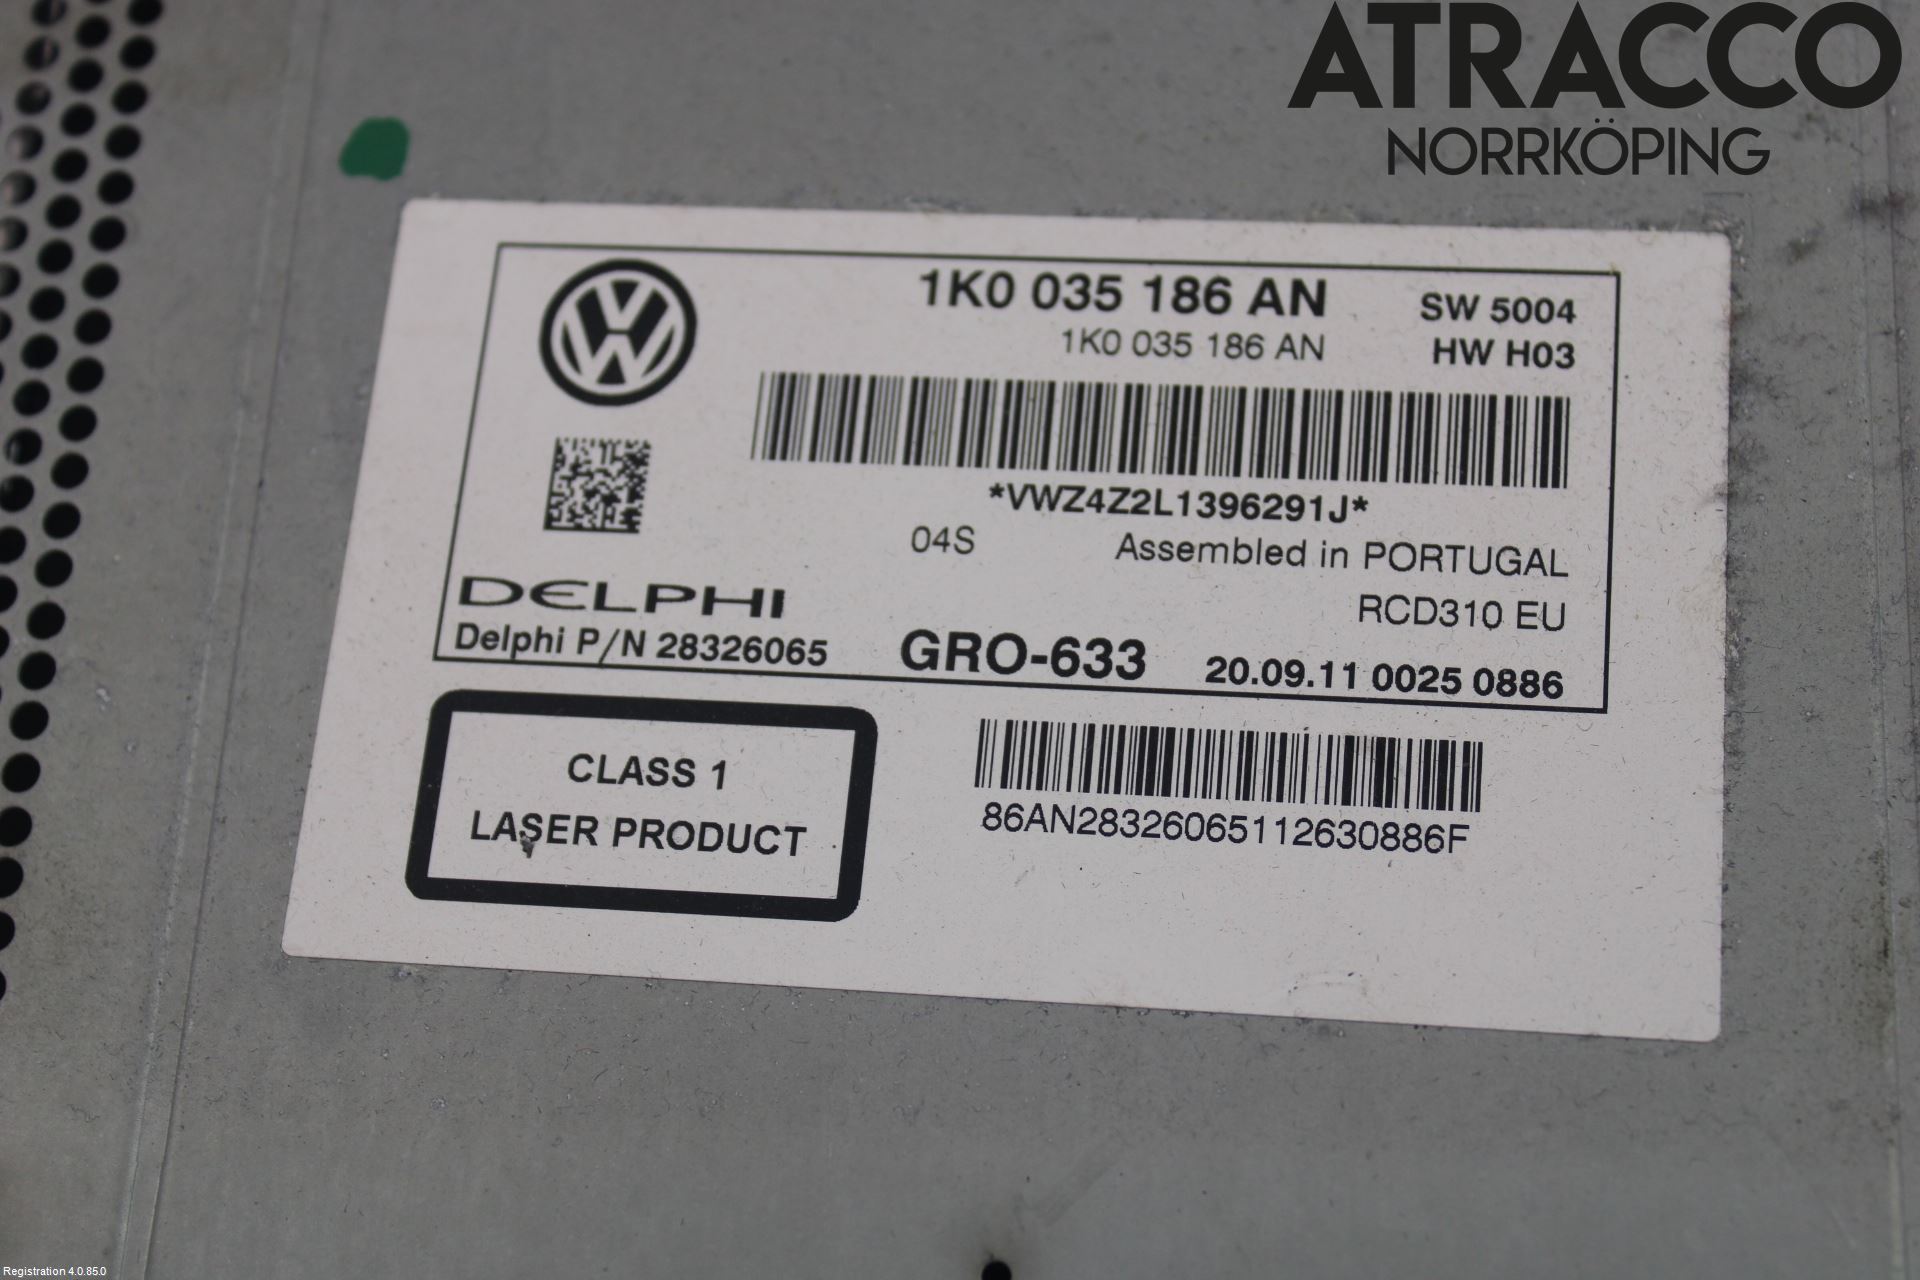 ATRACCO
NORRKÖPING
1K0 035 186 AN
SW 5004
1K0 035 186 AN
HW H03
*VWZ4Z2L1396291J*
04S
Assembled in PORTUGAL
DELPHI
RCD310 EU
Delphi P/N 28326065
GRO-633
20.09.11 0025 0886
CLASS 1
LASER PRODUCT
86AN28326065112630886F
Registration 4.0.85.0